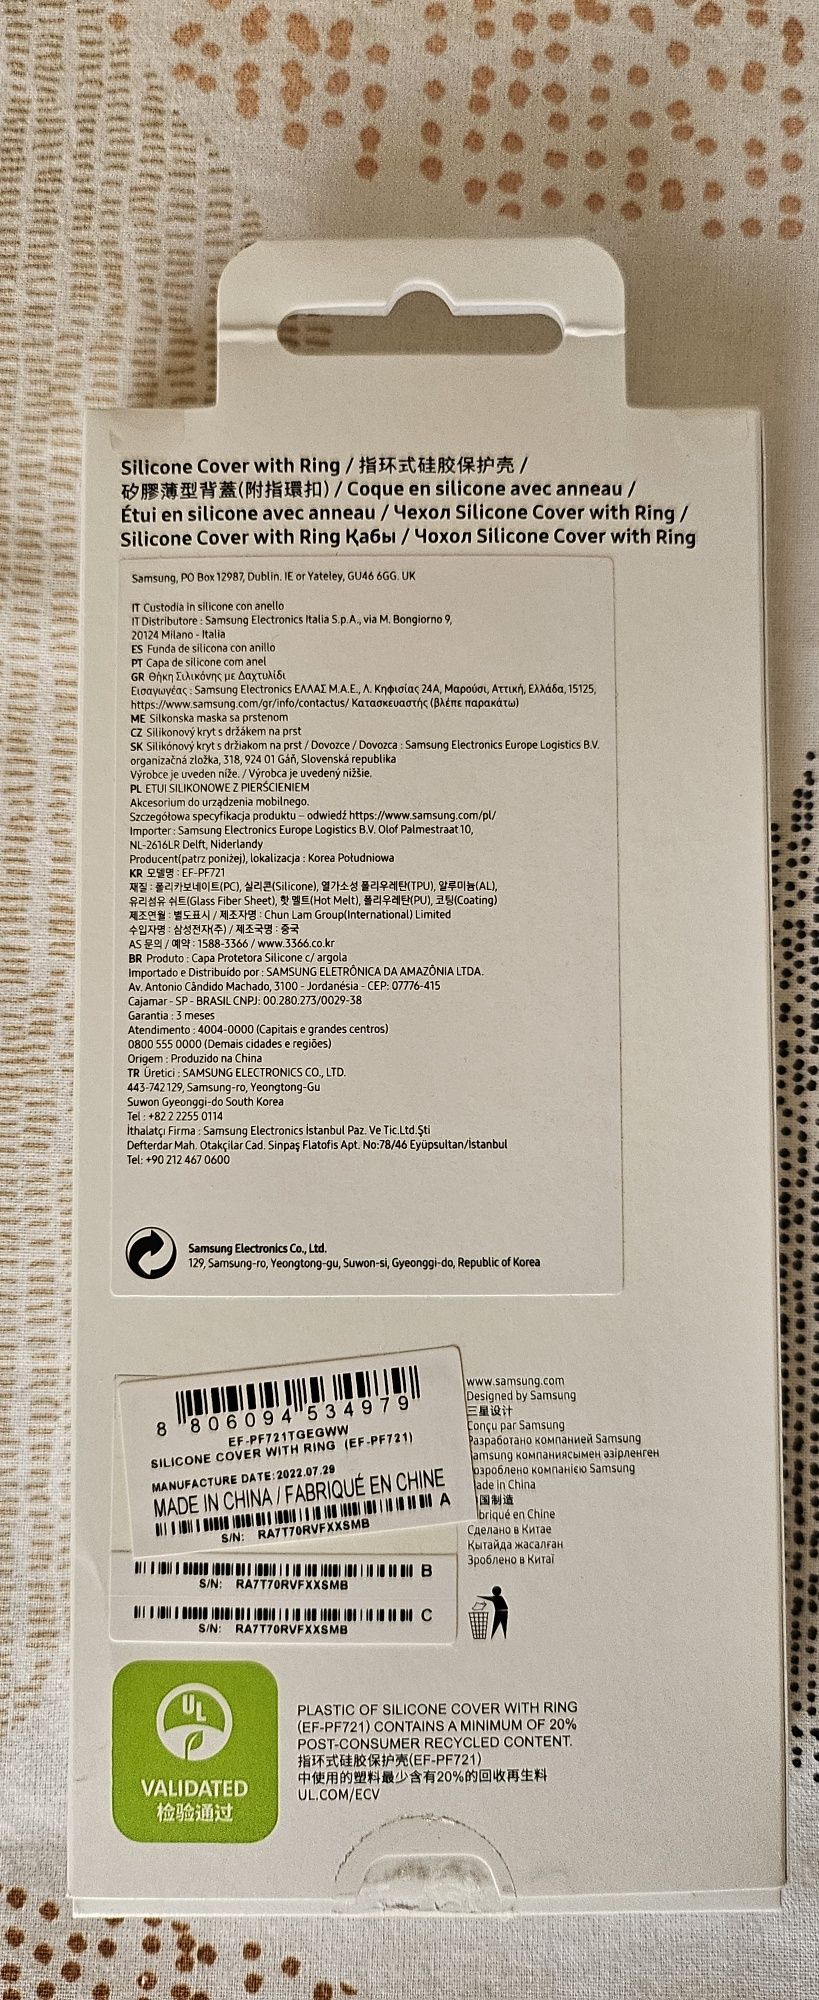 Silicone Cover with Ring / 指环式硅胶保护壳 /
矽膠薄型背蓋(附指環扣) / Coque en silicone avec anneau /
Étui en silicone avec anneau / Чехол Silicone Cover with Ring /
Silicone Cover with Ring Қабы / Чохол Silicone Cover with Ring
Samsung, PO Box 12987, Dublin. IE or Yateley, GU46 6GG. UK
IT Custodia in silicone con anello
IT Distributore : Samsung Electronics Italia S.p.A., via M. Bongiorno 9,
20124 Milano - Italia
ES Funda de silicona con anillo
PT Capa de silicone com anel
GR Θήκη Σιλικόνης με Δαχτυλίδι
Εισαγωγέας : Samsung Electronics ΕΛΛΑΣ Μ.Α.Ε., Λ. Κηφισίας 24Α, Μαρούσι, Αττική, Ελλάδα, 15125,
https://www.samsung.com/gr/info/contactus/ Κατασκευαστής (βλέπε παρακάτω)
ME Silkonska maska sa prstenom
CZ Silikonový kryt s držákem na prst
SK Silikónový kryt s držiakom na prst / Dovozce / Dovozca : Samsung Electronics Europe Logistics B.V.
organizačná zložka, 318, 924 01 Gáň, Slovenská republika
Výrobce je uveden níže. / Výrobca je uvedený nižšie.
PL ETUI SILIKONOWE Z PIERŚCIENIEM
Akcesorium do urządzenia mobilnego.
Szczegółowa specyfikacja produktu – odwiedź https://www.samsung.com/pl/
Importer : Samsung Electronics Europe Logistics B.V. Olof Palmestraat 10,
NL-2616LR Delft, Niderlandy
Producent(patrz poniżej), lokalizacja : Korea Południowa
KR 모델명 : EF-PF721
재질 : 폴리카보네이트(PC), 실리콘(Silicone), 열가소성 폴리우레탄(TPU), 알루미늄(AL),
유리섬유 쉬트(Glass Fiber Sheet), 핫 멜트(Hot Melt), 폴리우레탄(PU), 코팅(Coating)
제조연월 : 별도표시 / 제조자명 : Chun Lam Group(International) Limited
수입자명 : 삼성전자(주) / 제조국명 : 중국
AS 문의 / 예약 : 1588-3366 / www.3366.co.kr
BR Produto : Capa Protetora Silicone c/ argola
Importado e Distribuido por : SAMSUNG ELETRÔNICA DA AMAZÔNIA LTDA.
Av. Antonio Cândido Machado, 3100 - Jordanésia - CEP: 07776-415
Cajamar - SP - BRASIL CNPJ: 00.280.273/0029-38
Garantia : 3 meses
Atendimento : 4004-0000 (Capitais e grandes centros)
0800 555 0000 (Demais cidades e regiões)
Origem : Produzido na China
TR Üretici : SAMSUNG ELECTRONICS CO., LTD.
443-742 129, Samsung-ro, Yeongtong-Gu
Suwon Gyeonggi-do South Korea
Tel : +82 2 2255 0114
İthalatçı Firma : Samsung Electronics İstanbul Paz. Ve Tic.Ltd.Şti
Defterdar Mah. Otakçılar Cad. Sinpaş Flatofis Apt. No:78/46 Eyüpsultan/İstanbul
Tel: +90 212 467 0600
Samsung Electronics Co., Ltd.
129, Samsung-ro, Yeongtong-gu, Suwon-si, Gyeonggi-do, Republic of Korea
8 806094 534979
EF-PF721TGEGWW
SILICONE COVER WITH RING (EF-PF721)
MANUFACTURE DATE:2022.07.29
MADE IN CHINA / FABRIQUÉ EN CHINE
A
S/N: RA7T70RVFXXSMB
B
S/N: RA7T70RVFXXSMB
C
S/N: RA7T70RVFXXSMB
www.samsung.com
Designed by Samsung
三星设计
Conçu par Samsung
Разработано компанией Samsung
amsung компаниясымен әзірленген
озроблено компанією Samsung
ade in China
国制造
briqué en Chine
Сделано в Китае
Қытайда жасалған
Зроблено в Китаї
UL
VALIDATED
检验通过
PLASTIC OF SILICONE COVER WITH RING
(EF-PF721) CONTAINS A MINIMUM OF 20%
POST-CONSUMER RECYCLED CONTENT.
指环式硅胶保护壳(EF-PF721)
中使用的塑料最少含有20%的回收再生料
UL.COM/ECV